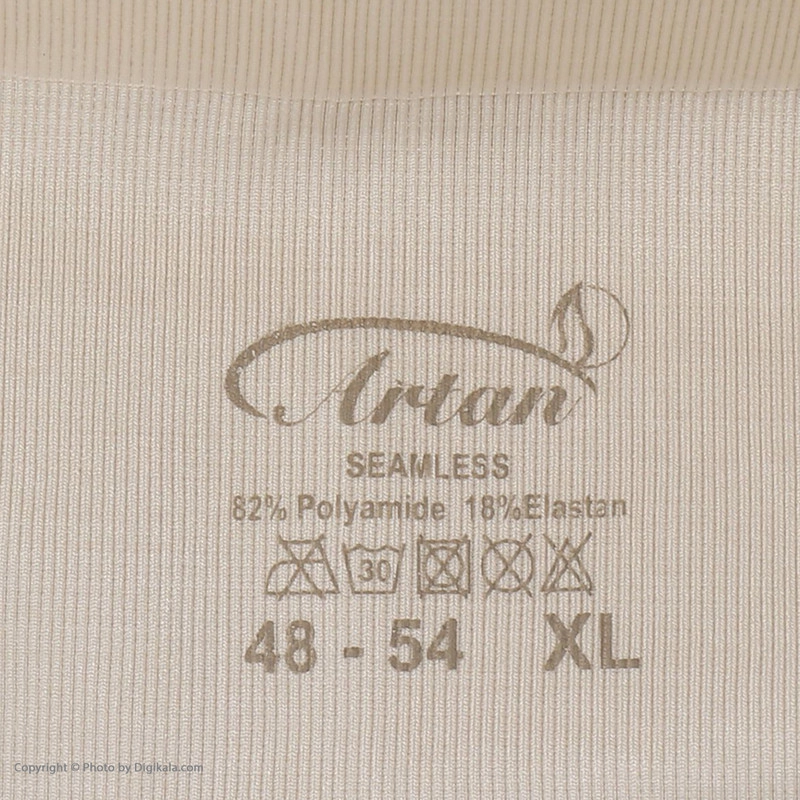 Artan
SEAMLESS
82% Polyamide 18%Elastan
30
48 - 54 XL
Copyright © Photo by Digikala.com